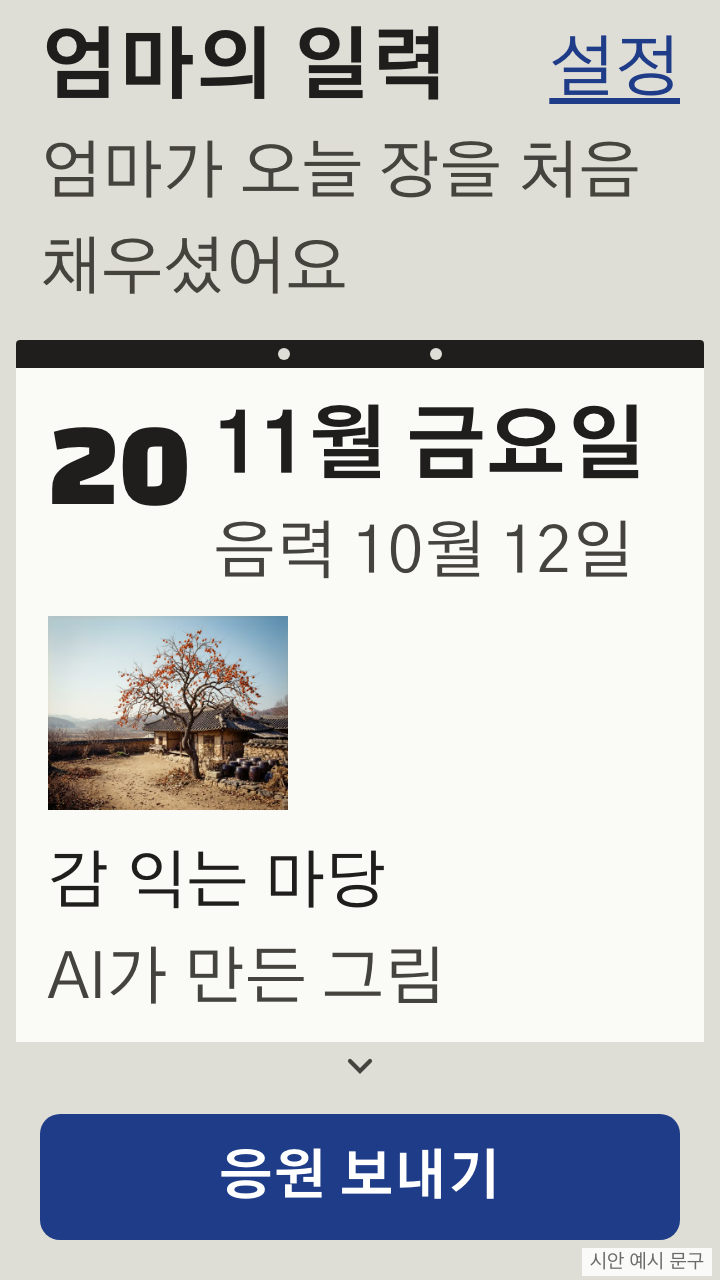 엄마의 일력
설정
엄마가 오늘 장을 처음
채우셨어요
20
11월 금요일
음력 10월 12일
감 익는 마당
AI가 만든 그림
응원 보내기
시안 예시 문구